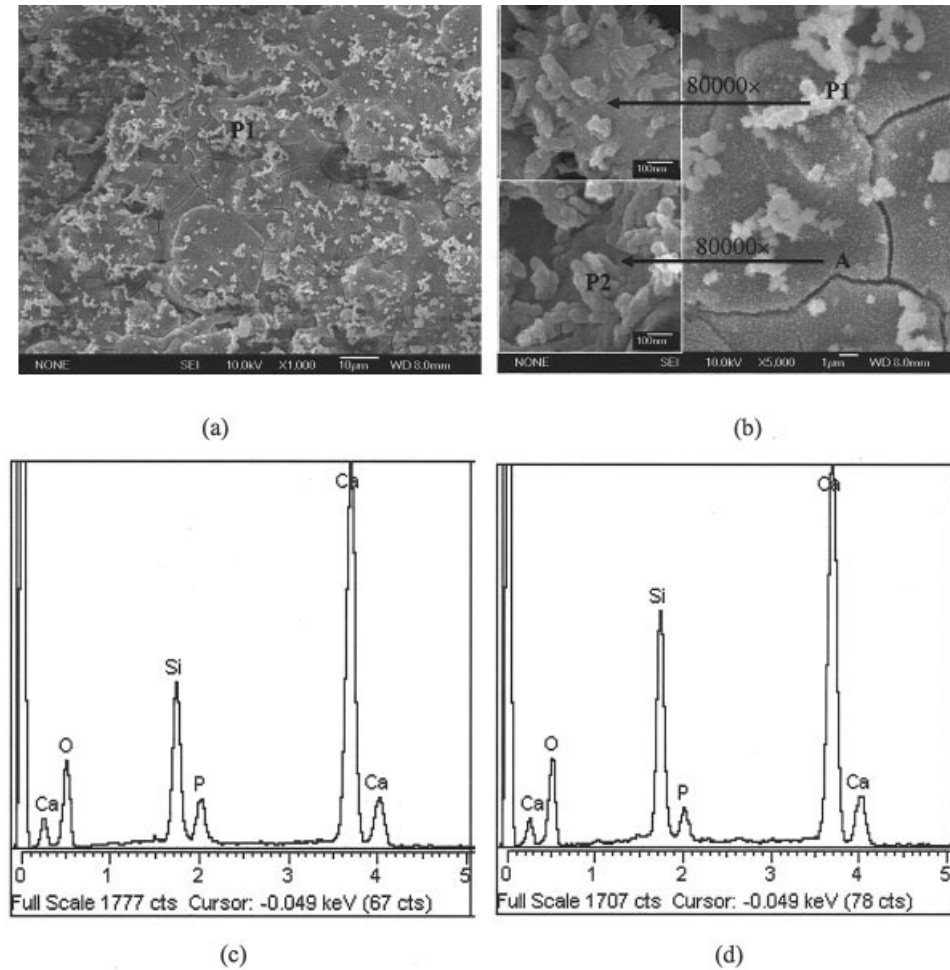 P1
NONE SEI 10.0kV X1,000 10μm WD 8.0mm
(a)
80000×
P1
100nm
80000×
A
P2
100nm
NONE SEI 10.0kV X5,000 1μm WD 8.0mm
(b)
Ca
Si
O
P
Ca
Ca
0 1 2 3 4 5
Full Scale 1777 cts Cursor: -0.049 keV (67 cts)
(c)
Ca
Si
O
P
Ca
Ca
0 1 2 3 4 5
Full Scale 1707 cts Cursor: -0.049 keV (78 cts)
(d)